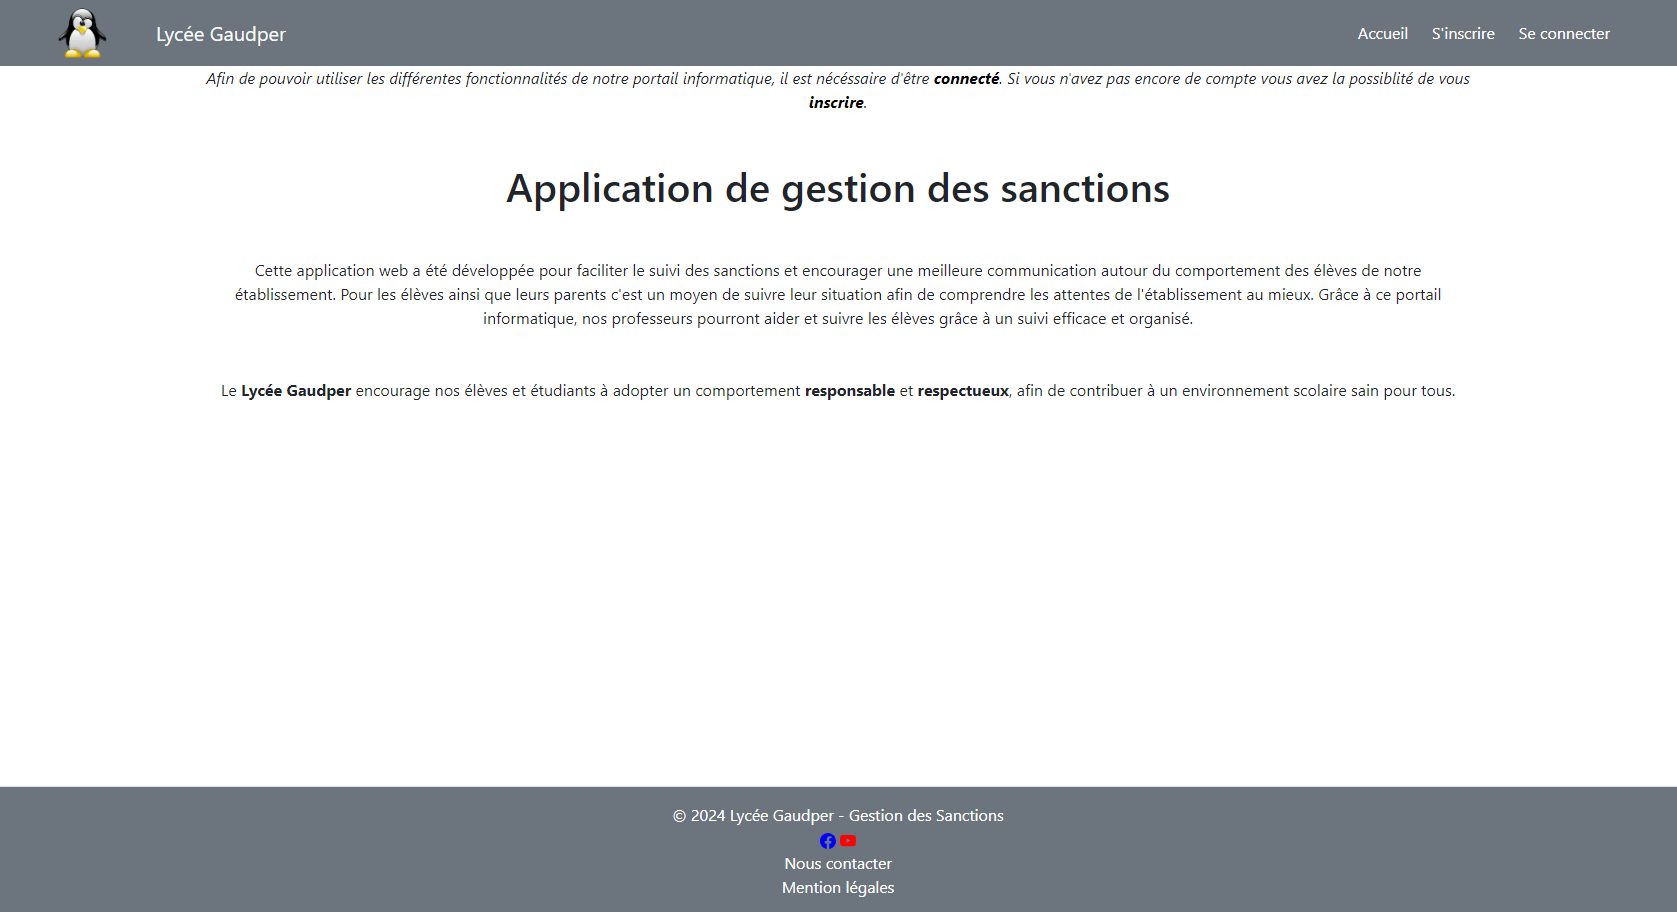 Lycée Gaudper
Accueil
S'inscrire
Se connecter
Afin de pouvoir utiliser les différentes fonctionnalités de notre portail informatique, il est nécéssaire d'être connecté. Si vous n'avez pas encore de compte vous avez la possiblité de vous
inscrire.
Application de gestion des sanctions
Cette application web a été développée pour faciliter le suivi des sanctions et encourager une meilleure communication autour du comportement des élèves de notre
établissement. Pour les élèves ainsi que leurs parents c'est un moyen de suivre leur situation afin de comprendre les attentes de l'établissement au mieux. Grâce à ce portail
informatique, nos professeurs pourront aider et suivre les élèves grâce à un suivi efficace et organisé.
Le Lycée Gaudper encourage nos élèves et étudiants à adopter un comportement responsable et respectueux, afin de contribuer à un environnement scolaire sain pour tous.
© 2024 Lycée Gaudper - Gestion des Sanctions
Nous contacter
Mention légales